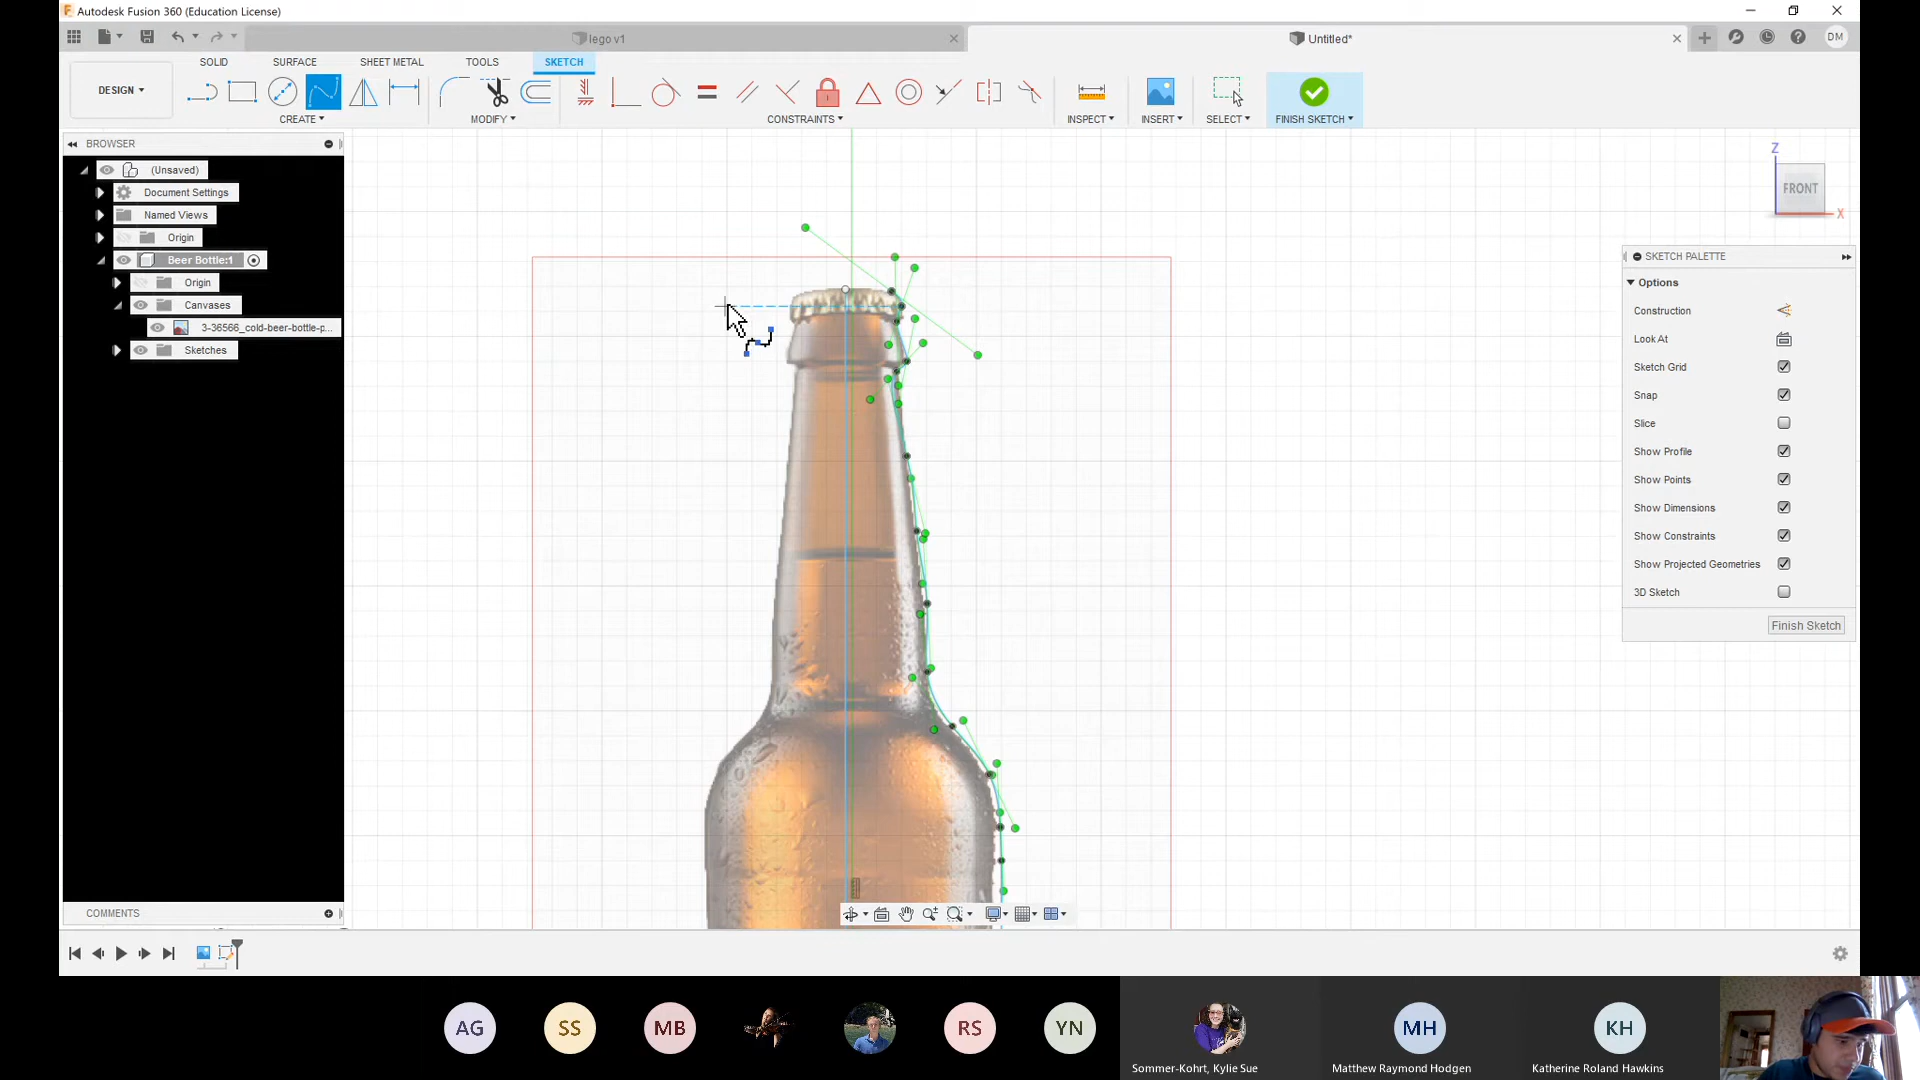 Autodesk Fusion 360 (Education License)
lego v1
Untitled*
DM
DESIGN
SOLID
SURFACE
SHEET METAL
TOOLS
SKETCH
CREATE
MODIFY
CONSTRAINTS
INSPECT
INSERT
SELECT
FINISH SKETCH
BROWSER
(Unsaved)
Document Settings
Named Views
Origin
Beer Bottle:1
Origin
Canvases
3-36566_cold-beer-bottle-p...
Sketches
Z
FRONT
X
SKETCH PALETTE
Options
Construction
Look At
Sketch Grid
Snap
Slice
Show Profile
Show Points
Show Dimensions
Show Constraints
Show Projected Geometries
3D Sketch
Finish Sketch
COMMENTS
AG
SS
MB
RS
YN
MH
KH
Sommer-Kohrt, Kylie Sue
Matthew Raymond Hodgen
Katherine Roland Hawkins